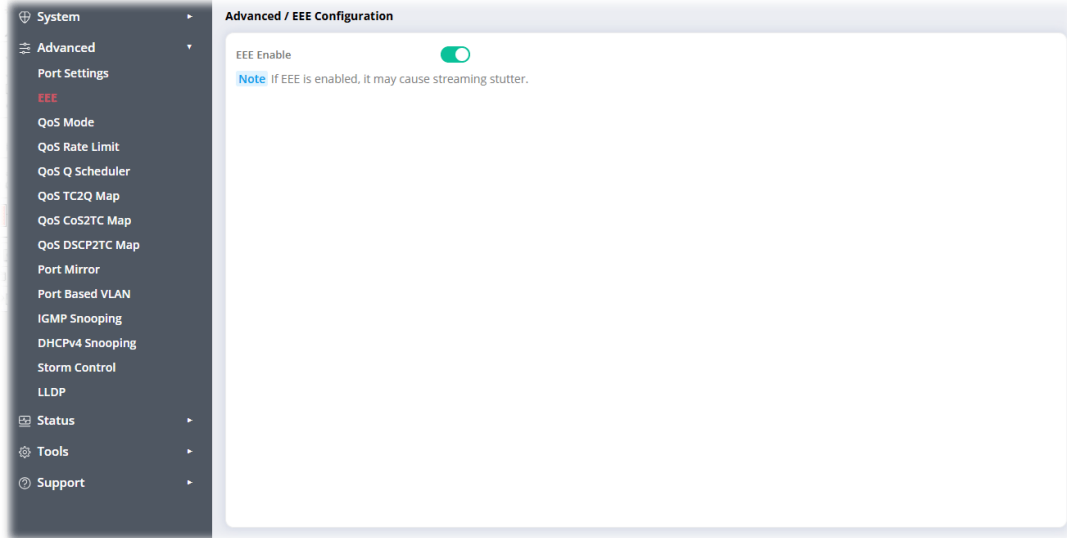 System
Advanced
Port Settings
EEE
QoS Mode
QoS Rate Limit
QoS Q Scheduler
QoS TC2Q Map
QoS CoS2TC Map
QoS DSCP2TC Map
Port Mirror
Port Based VLAN
IGMP Snooping
DHCPv4 Snooping
Storm Control
LLDP
Status
Tools
Support
Advanced / EEE Configuration
EEE Enable
Note If EEE is enabled, it may cause streaming stutter.